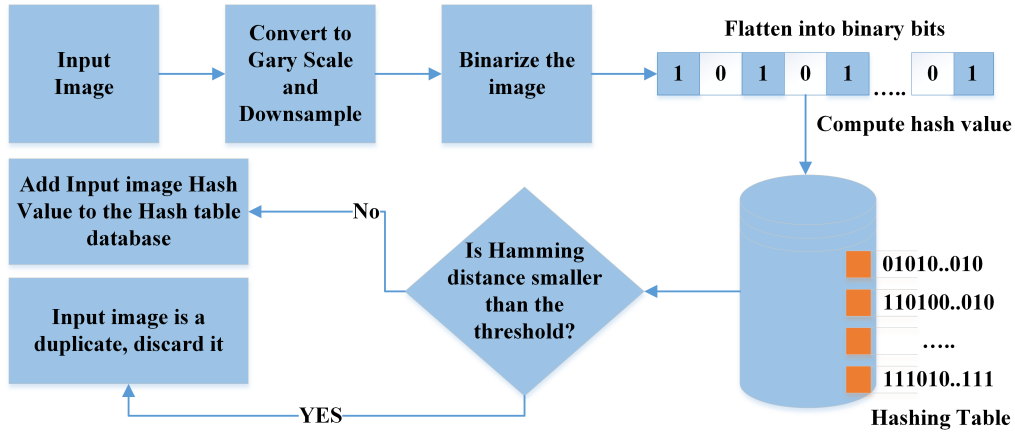 Input
Image
Convert to
Gary Scale
and
Downsample
Binarize the
image
Flatten into binary bits
1 0 1 0 1 ..... 0 1
Compute hash value
Add Input image Hash
Value to the Hash table
database
No
Is Hamming
distance smaller
than the
threshold?
01010..010
110100..010
.....
111010..111
Hashing Table
Input image is a
duplicate, discard it
YES